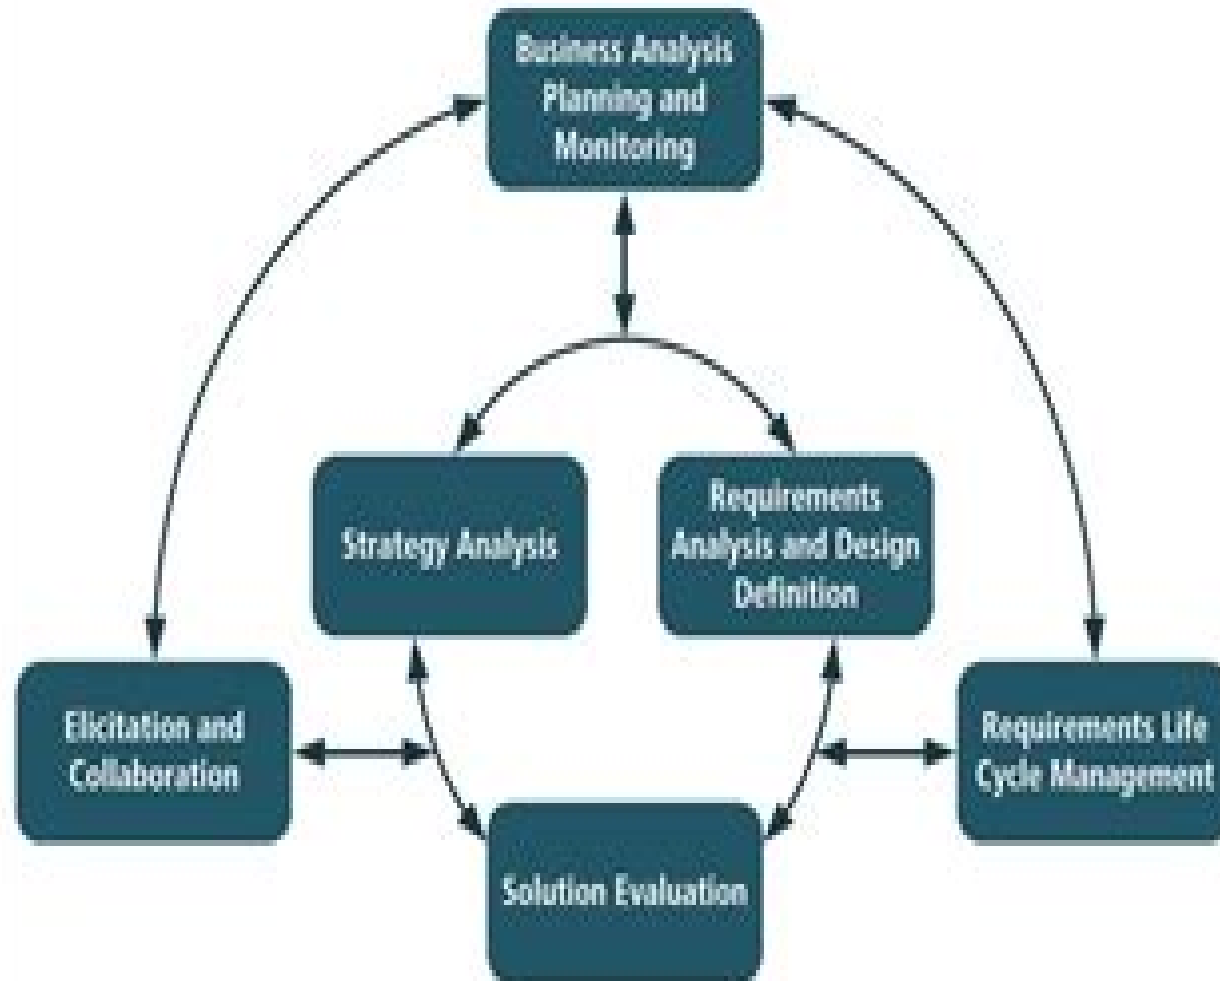 Business Analysis
Planning and
Monitoring
Strategy Analysis
Requirements
Analysis and Design
Definition
Elicitation and
Collaboration
Requirements Life
Cycle Management
Solution Evaluation